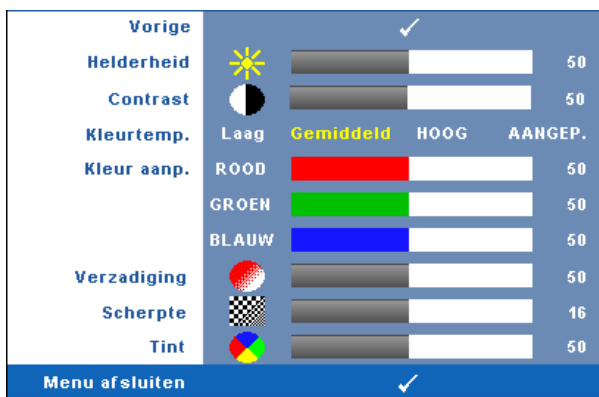 Vorige
Helderheid 50
Contrast 50
Kleurtemp. Laag Gemiddeld HOOG AANGEP.
Kleur aanp. ROOD 50
GROEN 50
BLAUW 50
Verzadiging 50
Scherpte 16
Tint 50
Menu afsluiten